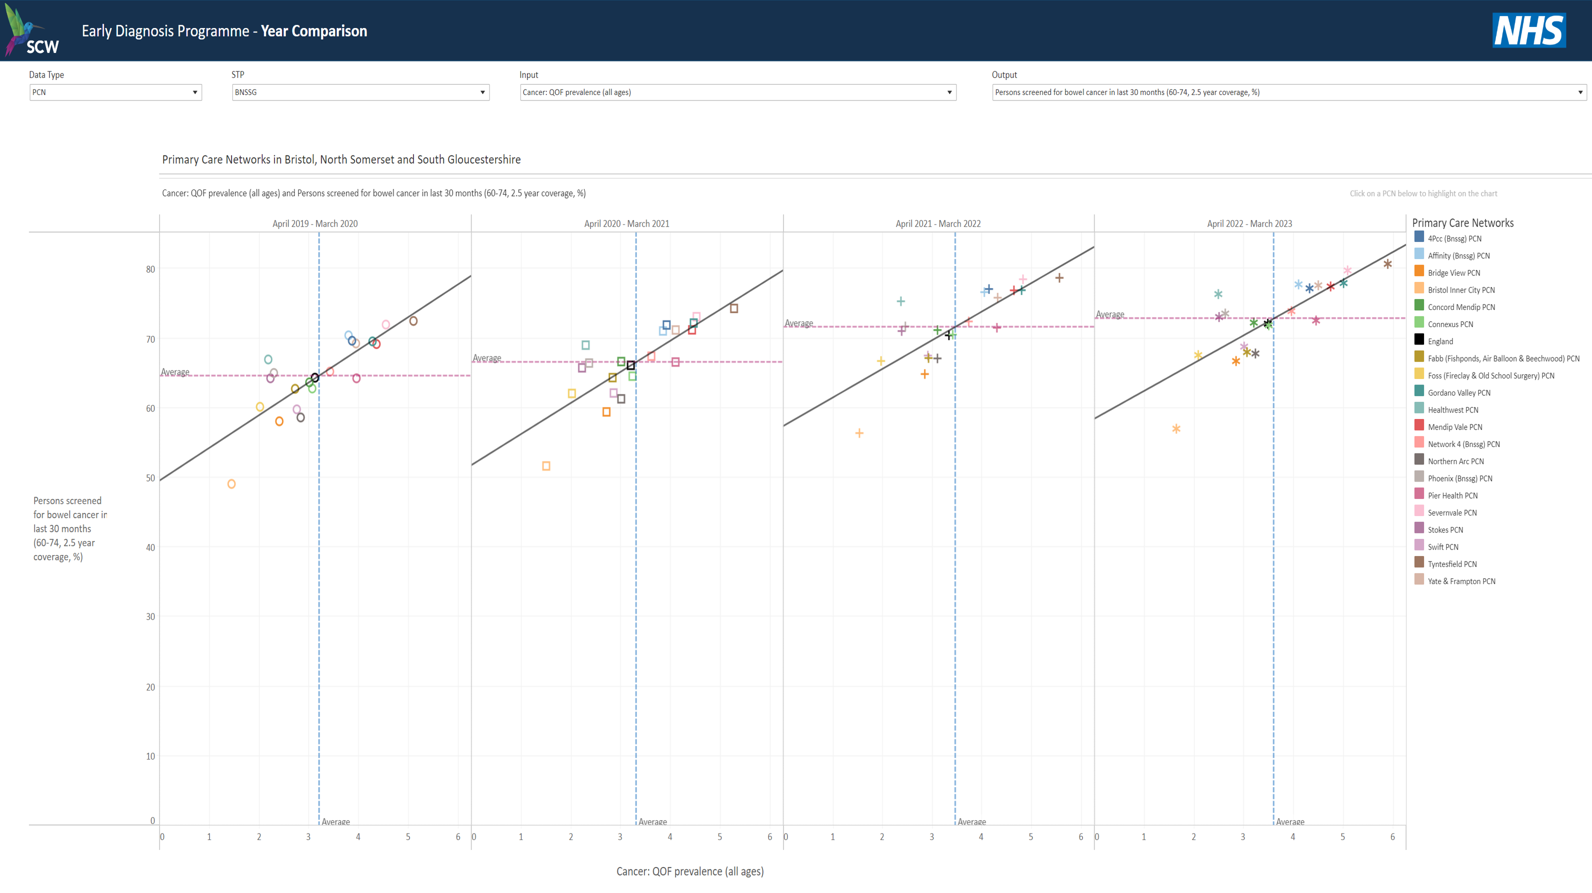 SCW
Early Diagnosis Programme - Year Comparison
NHS
Data Type
STP
Input
Output
PCN
BNSSG
Cancer: QOF prevalence (all ages)
Persons screened for bowel cancer in last 30 months (60-74, 2.5 year coverage, %)
Primary Care Networks in Bristol, North Somerset and South Gloucestershire
Cancer: QOF prevalence (all ages) and Persons screened for bowel cancer in last 30 months (60-74, 2.5 year coverage, %)
Click on a PCN below to highlight on the chart
April 2019 - March 2020
April 2020 - March 2021
April 2021 - March 2022
April 2022 - March 2023
80
70
60
50
40
30
20
10
0
Persons screened
for bowel cancer in
last 30 months
(60-74, 2.5 year
coverage, %)
Average
Average
Average
Average
Average
Average
Average
Average
0 1 2 3 4 5 6
0 1 2 3 4 5 6
0 1 2 3 4 5 6
0 1 2 3 4 5 6
Cancer: QOF prevalence (all ages)
Primary Care Networks
4Pcc (Bnssg) PCN
Affinity (Bnssg) PCN
Bridge View PCN
Bristol Inner City PCN
Concord Mendip PCN
Connexus PCN
England
Fabb (Fishponds, Air Balloon & Beechwood) PCN
Foss (Fireclay & Old School Surgery) PCN
Gordano Valley PCN
Healthwest PCN
Mendip Vale PCN
Network 4 (Bnssg) PCN
Northern Arc PCN
Phoenix (Bnssg) PCN
Pier Health PCN
Severnvale PCN
Stokes PCN
Swift PCN
Tyntesfield PCN
Yate & Frampton PCN